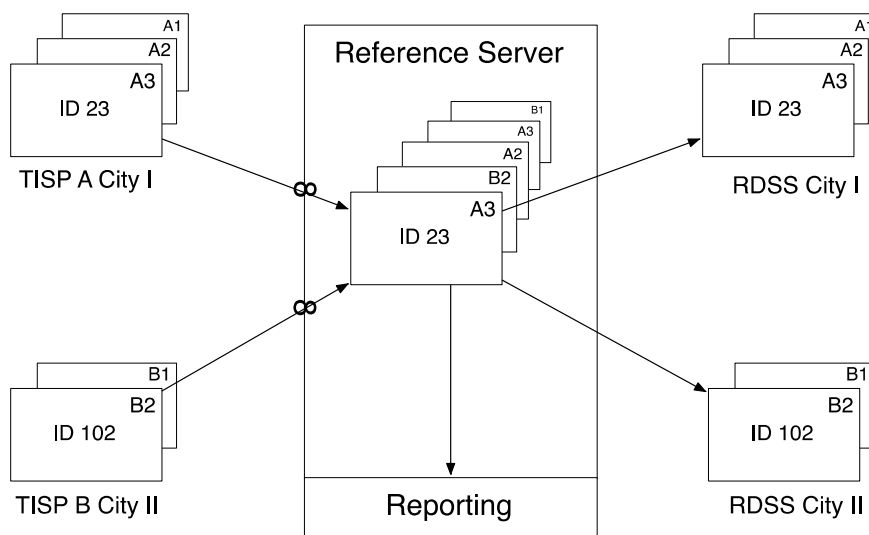 A1
A2
A3
ID 23
TISP A City I
Reference Server
B1
A3
A2
B2
A3
ID 23
A1
A2
A3
ID 23
RDSS City I
∞
∞
B1
B2
ID 102
TISP B City II
Reporting
B1
B2
ID 102
RDSS City II